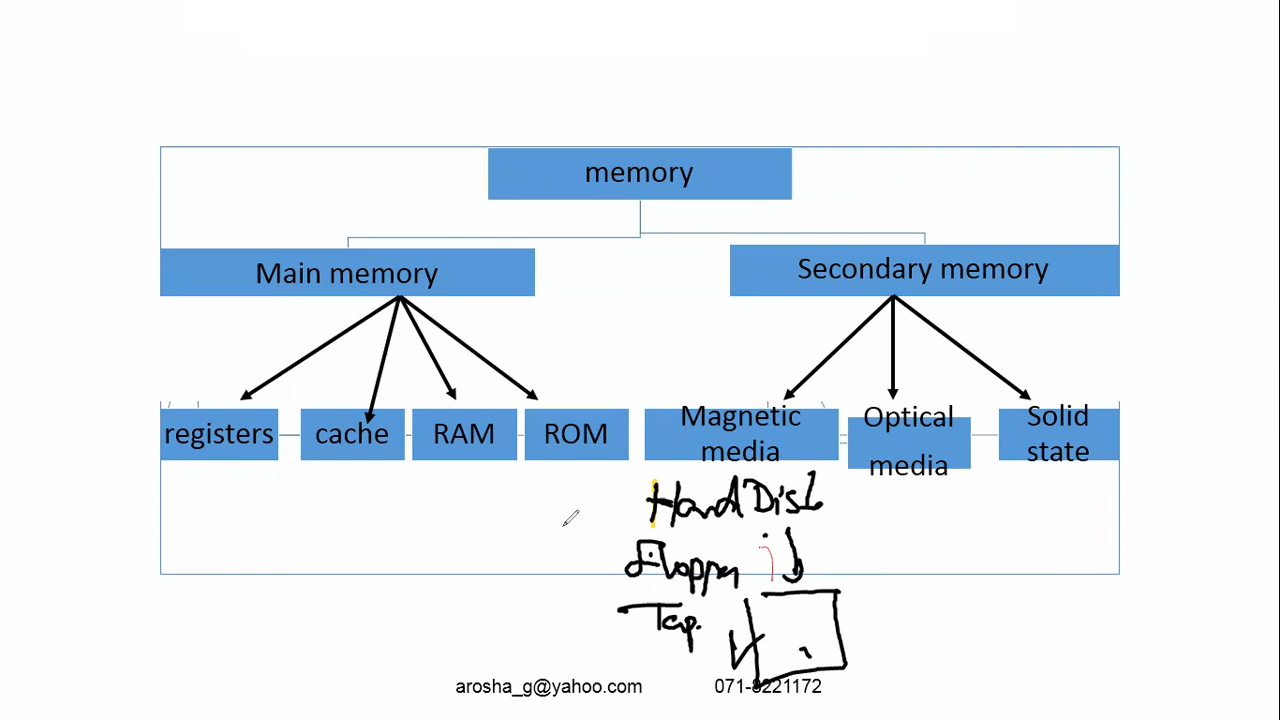 memory
Main memory
Secondary memory
registers
cache
RAM
ROM
Magnetic
media
Optical
media
Solid
state
Hard Disk
Floppy
Tap.
arosha_g@yahoo.com 071-8221172